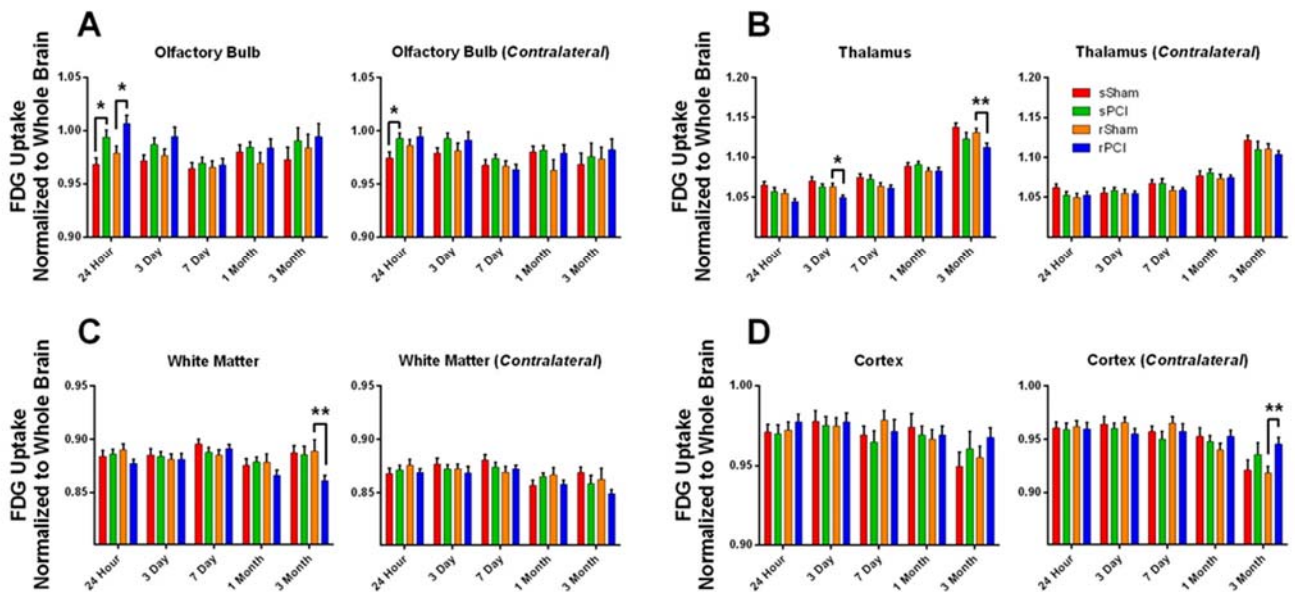 A
Olfactory Bulb
Olfactory Bulb (Contralateral)
FDG Uptake
Normalized to Whole Brain
1.05
1.00
0.95
0.90
*
*
24 Hour
3 Day
7 Day
1 Month
3 Month
1.05
1.00
0.95
0.90
*
24 Hour
3 Day
7 Day
1 Month
3 Month
B
Thalamus
Thalamus (Contralateral)
FDG Uptake
Normalized to Whole Brain
1.20
1.15
1.10
1.05
*
**
24 Hour
3 Day
7 Day
1 Month
3 Month
1.20
1.15
1.10
1.05
sSham
sPCI
rSham
rPCI
24 Hour
3 Day
7 Day
1 Month
3 Month
C
White Matter
White Matter (Contralateral)
FDG Uptake
Normalized to Whole Brain
0.95
0.90
0.85
**
24 Hour
3 Day
7 Day
1 Month
3 Month
0.95
0.90
0.85
24 Hour
3 Day
7 Day
1 Month
3 Month
D
Cortex
Cortex (Contralateral)
FDG Uptake
Normalized to Whole Brain
1.00
0.95
0.90
24 Hour
3 Day
7 Day
1 Month
3 Month
1.00
0.95
0.90
**
24 Hour
3 Day
7 Day
1 Month
3 Month